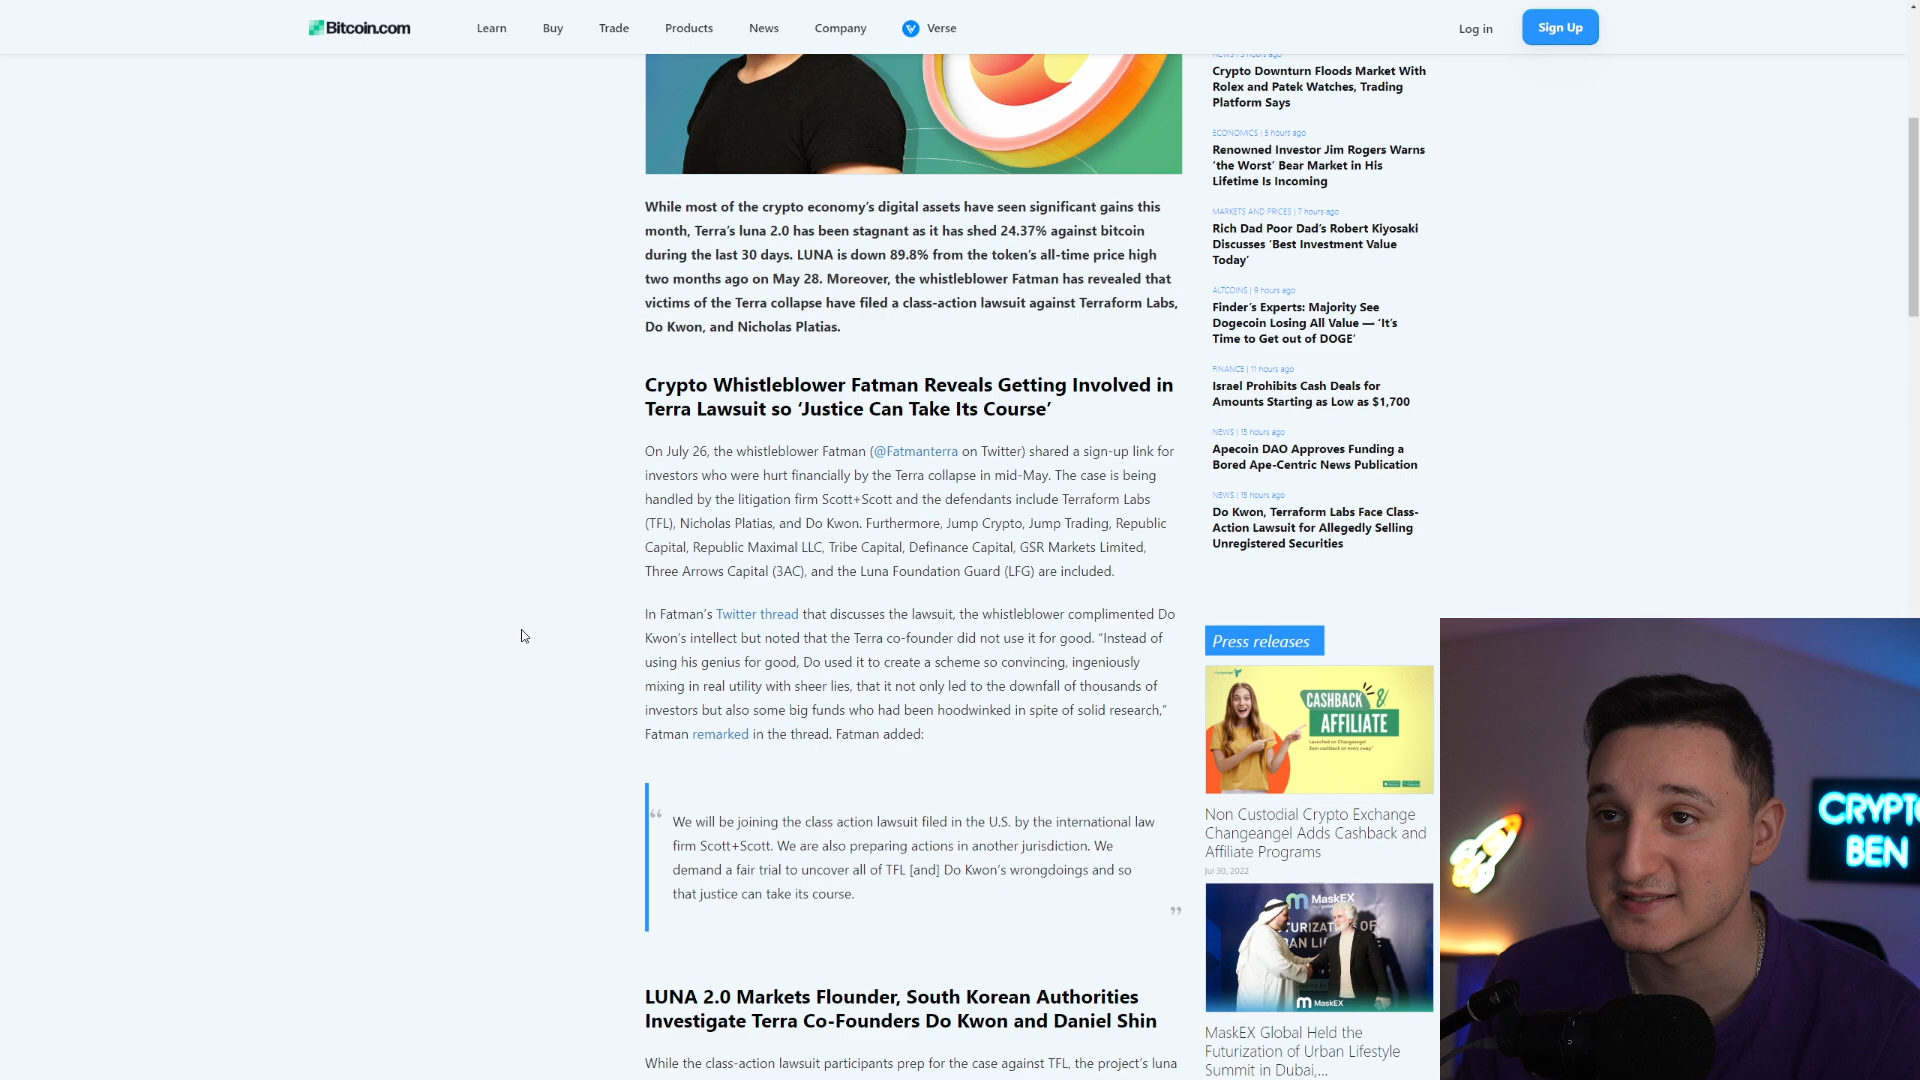 Bitcoin.com
Learn
Buy
Trade
Products
News
Company
Verse
Log in
Sign Up
While most of the crypto economy’s digital assets have seen significant gains this
month, Terra’s luna 2.0 has been stagnant as it has shed 24.37% against bitcoin
during the last 30 days. LUNA is down 89.8% from the token’s all-time price high
two months ago on May 28. Moreover, the whistleblower Fatman has revealed that
victims of the Terra collapse have filed a class-action lawsuit against Terraform Labs,
Do Kwon, and Nicholas Platias.
Crypto Whistleblower Fatman Reveals Getting Involved in
Terra Lawsuit so ‘Justice Can Take Its Course’
On July 26, the whistleblower Fatman (@Fatmanterra on Twitter) shared a sign-up link for
investors who were hurt financially by the Terra collapse in mid-May. The case is being
handled by the litigation firm Scott+Scott and the defendants include Terraform Labs
(TFL), Nicholas Platias, and Do Kwon. Furthermore, Jump Crypto, Jump Trading, Republic
Capital, Republic Maximal LLC, Tribe Capital, Definance Capital, GSR Markets Limited,
Three Arrows Capital (3AC), and the Luna Foundation Guard (LFG) are included.
In Fatman’s Twitter thread that discusses the lawsuit, the whistleblower complimented Do
Kwon’s intellect but noted that the Terra co-founder did not use it for good. “Instead of
using his genius for good, Do used it to create a scheme so convincing, ingeniously
mixing in real utility with sheer lies, that it not only led to the downfall of thousands of
investors but also some big funds who had been hoodwinked in spite of solid research,”
Fatman remarked in the thread. Fatman added:
“
We will be joining the class action lawsuit filed in the U.S. by the international law
firm Scott+Scott. We are also preparing actions in another jurisdiction. We
demand a fair trial to uncover all of TFL [and] Do Kwon’s wrongdoings and so
that justice can take its course.
”
LUNA 2.0 Markets Flounder, South Korean Authorities
Investigate Terra Co-Founders Do Kwon and Daniel Shin
While the class-action lawsuit participants prep for the case against TFL, the project’s luna
Crypto Downturn Floods Market With
Rolex and Patek Watches, Trading
Platform Says
ECONOMICS | 5 hours ago
Renowned Investor Jim Rogers Warns
‘the Worst’ Bear Market in His
Lifetime Is Incoming
MARKETS AND PRICES | 7 hours ago
Rich Dad Poor Dad’s Robert Kiyosaki
Discusses ‘Best Investment Value
Today’
ALTCOINS | 9 hours ago
Finder’s Experts: Majority See
Dogecoin Losing All Value — ‘It’s
Time to Get out of DOGE’
FINANCE | 11 hours ago
Israel Prohibits Cash Deals for
Amounts Starting as Low as $1,700
NEWS | 13 hours ago
Apecoin DAO Approves Funding a
Bored Ape-Centric News Publication
NEWS | 15 hours ago
Do Kwon, Terraform Labs Face Class-
Action Lawsuit for Allegedly Selling
Unregistered Securities
Press releases
CASHBACK &
AFFILIATE
Launched on Changeangel
Earn cashback on every swap*
Non Custodial Crypto Exchange
Changeangel Adds Cashback and
Affiliate Programs
Jul 30, 2022
MaskEX
MaskEX
MaskEX Global Held the
Futurization of Urban Lifestyle
Summit in Dubai,...
CRYPTO
BEN